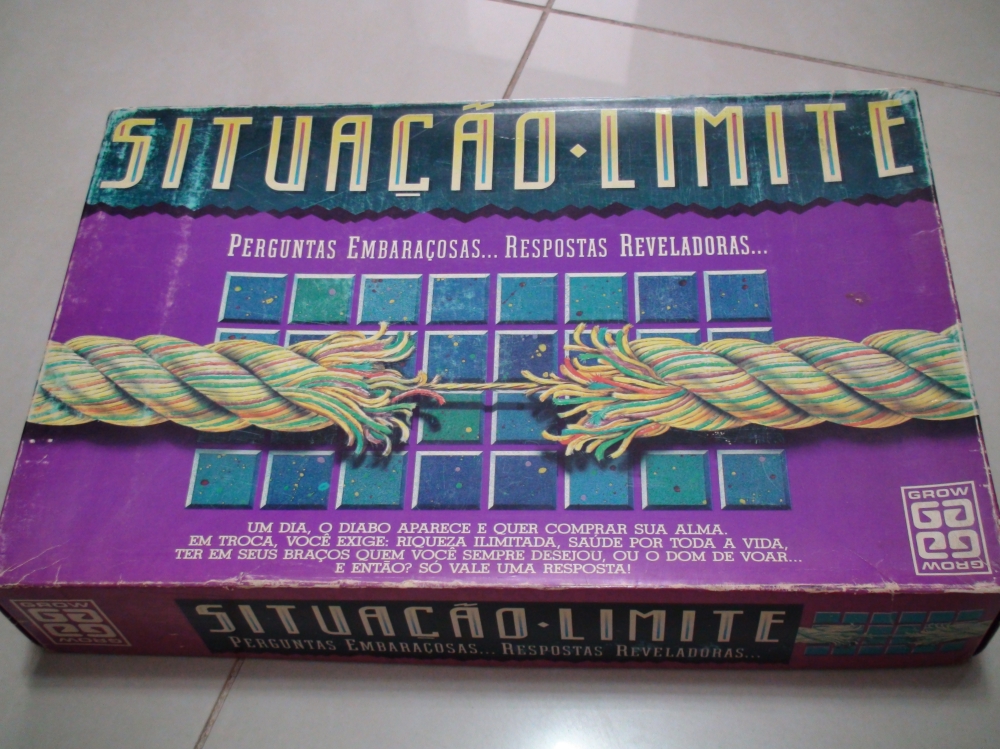 SITUAÇÃO · LIMITE
PERGUNTAS EMBARAÇOSAS... RESPOSTAS REVELADORAS...
UM DIA, O DIABO APARECE E QUER COMPRAR SUA ALMA.
EM TROCA, VOCÊ EXIGE: RIQUEZA ILIMITADA, SAÚDE POR TODA A VIDA,
TER EM SEUS BRAÇOS QUEM VOCÊ SEMPRE DESEJOU, OU O DOM DE VOAR...
E ENTÃO? SÓ VALE UMA RESPOSTA!
GROW
GROW
GROW
GROW
SITUAÇÃO · LIMITE
PERGUNTAS EMBARAÇOSAS... RESPOSTAS REVELADORAS...